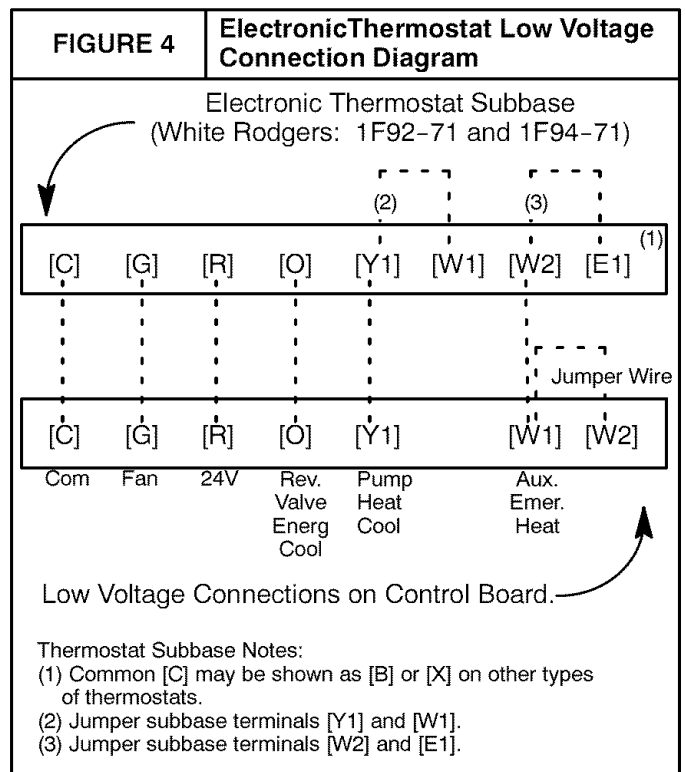 FIGURE 4
ElectronicThermostat Low Voltage
Connection Diagram
Electronic Thermostat Subbase
(White Rodgers: 1F92-71 and 1F94-71)
(2) (3)
(1)
[C] [G] [R] [O] [Y1] [W1] [W2] [E1]
Jumper Wire
[C] [G] [R] [O] [Y1] [W1] [W2]
Com Fan 24V Rev. Pump Aux.
Valve Heat Emer.
Energ Cool Heat
Cool
Low Voltage Connections on Control Board.
Thermostat Subbase Notes:
(1) Common [C] may be shown as [B] or [X] on other types
of thermostats.
(2) Jumper subbase terminals [Y1] and [W1].
(3) Jumper subbase terminals [W2] and [E1].